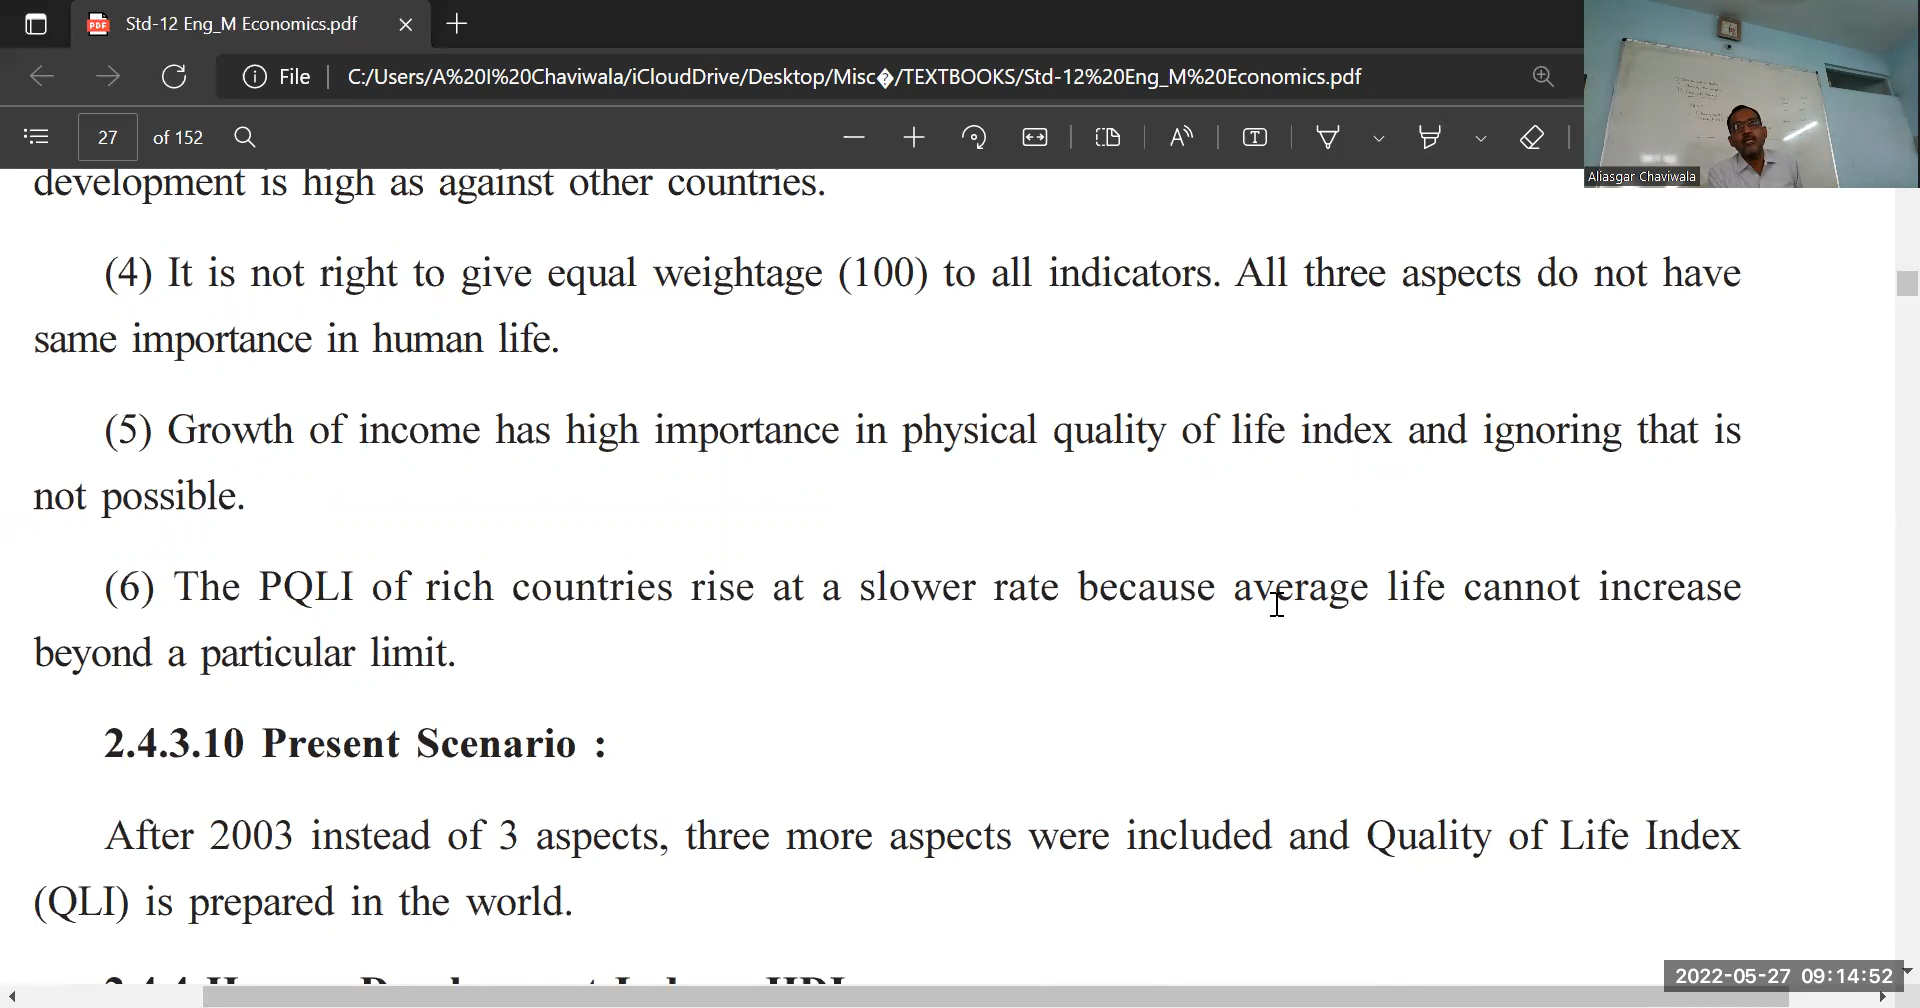 Std-12 Eng_M Economics.pdf
File C:/Users/A%20I%20Chaviwala/iCloudDrive/Desktop/Misc�/TEXTBOOKS/Std-12%20Eng_M%20Economics.pdf
27 of 152
Aliasgar Chaviwala
development is high as against other countries.
(4) It is not right to give equal weightage (100) to all indicators. All three aspects do not have
same importance in human life.
(5) Growth of income has high importance in physical quality of life index and ignoring that is
not possible.
(6) The PQLI of rich countries rise at a slower rate because average life cannot increase
beyond a particular limit.
2.4.3.10 Present Scenario :
After 2003 instead of 3 aspects, three more aspects were included and Quality of Life Index
(QLI) is prepared in the world.
2022-05-27 09:14:52